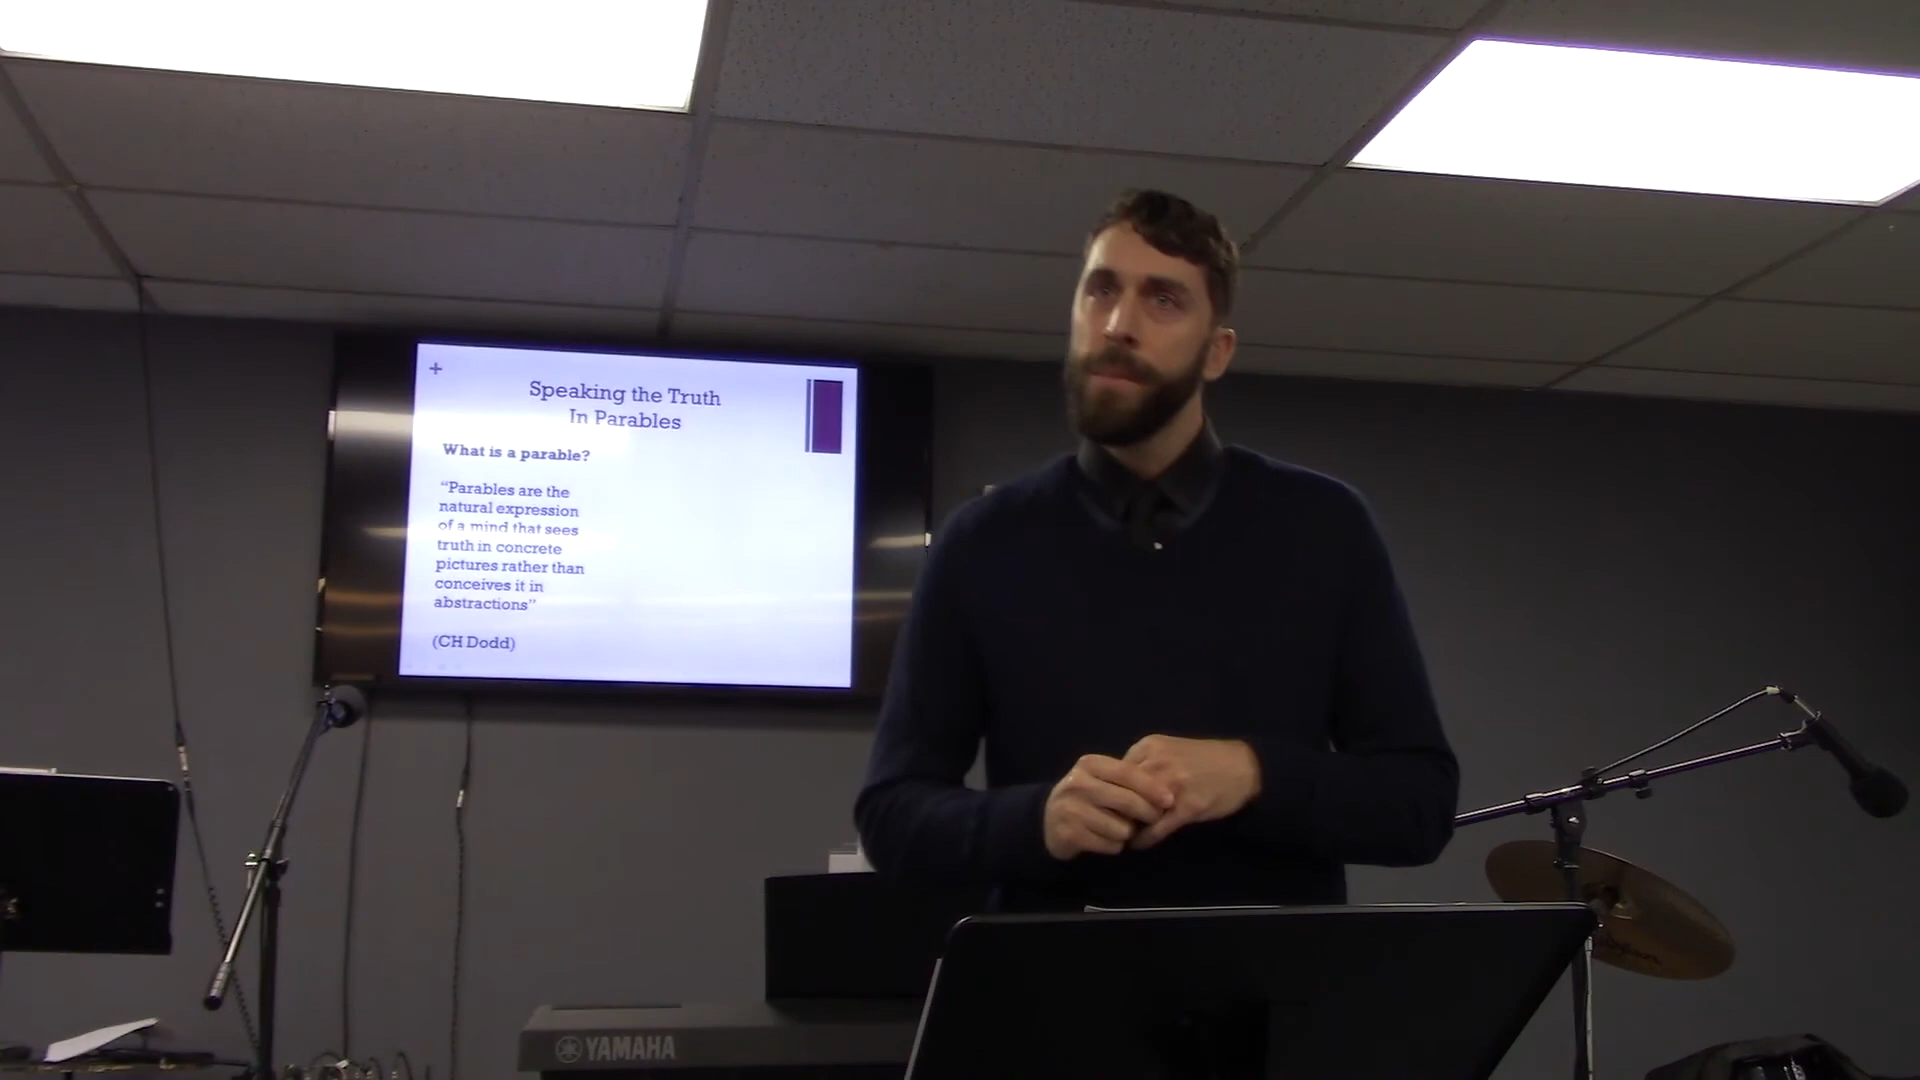 +
Speaking the Truth
In Parables
What is a parable?
“Parables are the
natural expression
of a mind that sees
truth in concrete
pictures rather than
conceives it in
abstractions”
(CH Dodd)
YAMAHA